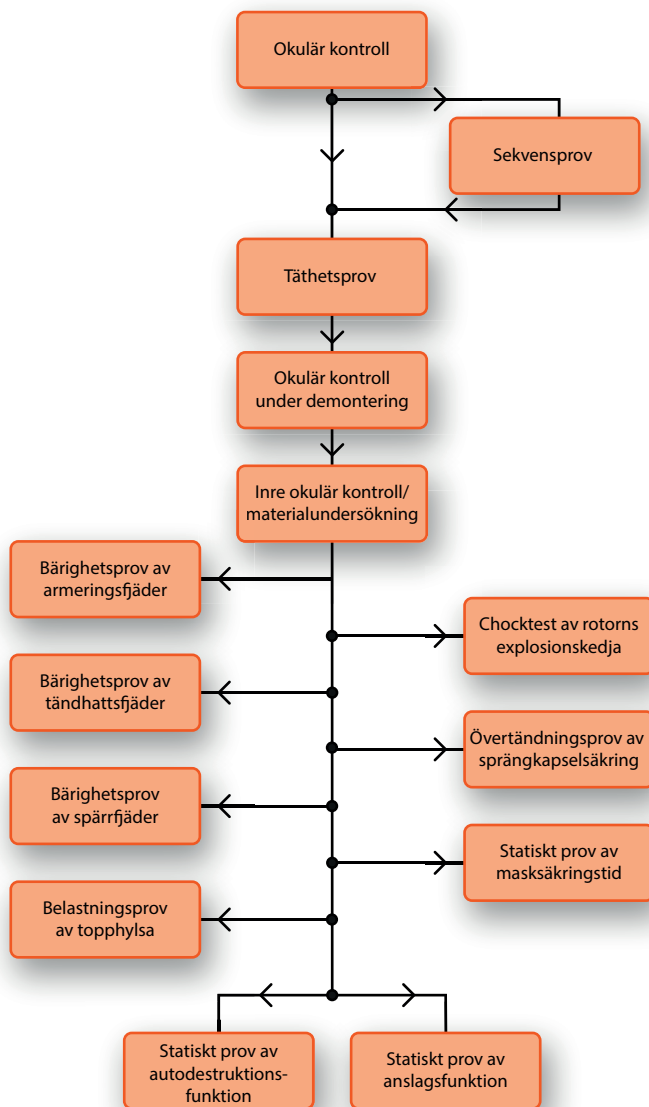 Okulär kontroll
Sekvensprov
Täthetsprov
Okulär kontroll
under demontering
Inre okulär kontroll/
materialundersökning
Bärighetsprov av
armeringsfjäder
Chocktest av rotorns
explosionskedja
Bärighetsprov av
tändhattsfjäder
Övertändningsprov av
sprängkapselsäkring
Bärighetsprov
av spärrfjäder
Statiskt prov av
masksäkringstid
Belastningsprov
av topphylsa
Statiskt prov av
autodestruktions-
funktion
Statiskt prov av
anslagsfunktion